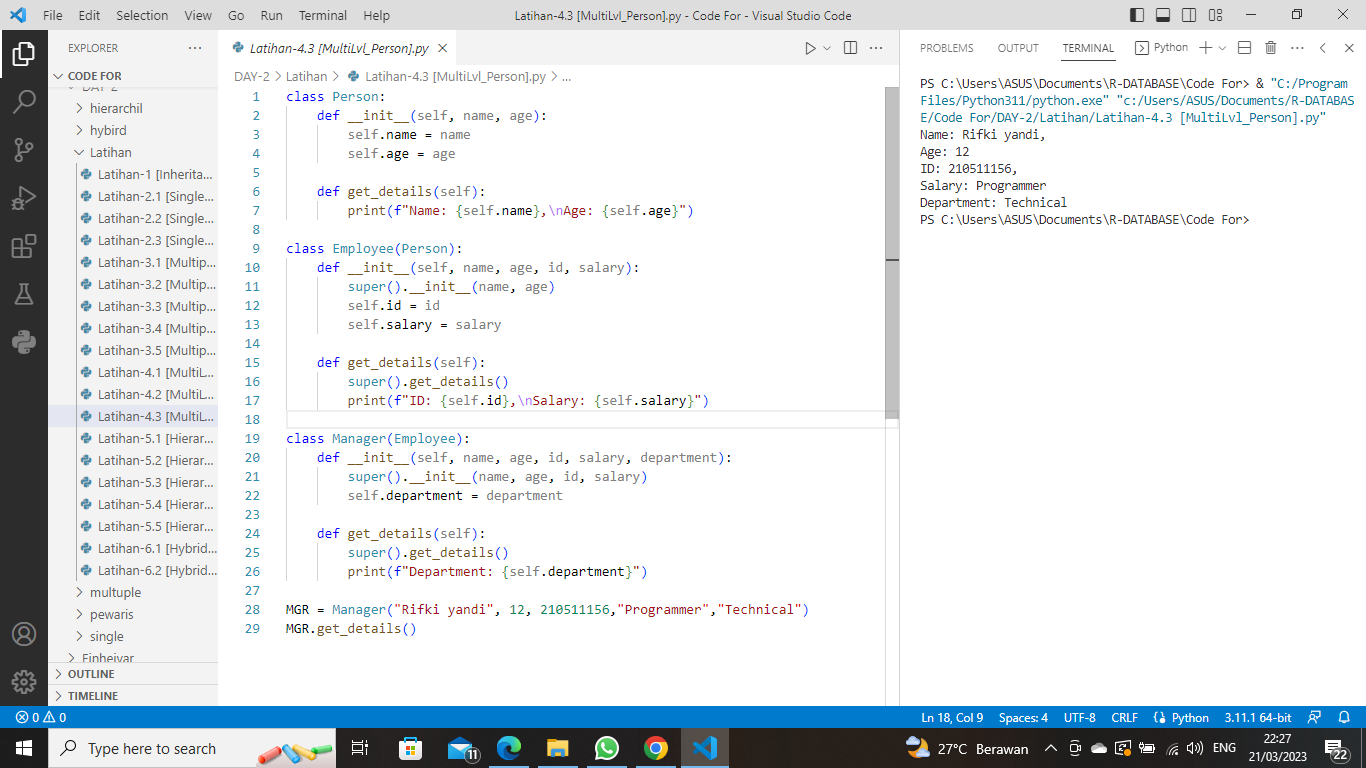 File Edit Selection View Go Run Terminal Help
Latihan-4.3 [MultiLvl_Person].py - Code For - Visual Studio Code
EXPLORER
CODE FOR
DAY-2
hierarchil
hybird
Latihan
Latihan-1 [Inherita...
Latihan-2.1 [Single...
Latihan-2.2 [Single...
Latihan-2.3 [Single...
Latihan-3.1 [Multip...
Latihan-3.2 [Multip...
Latihan-3.3 [Multip...
Latihan-3.4 [Multip...
Latihan-3.5 [Multip...
Latihan-4.1 [MultiL...
Latihan-4.2 [MultiL...
Latihan-4.3 [MultiL...
Latihan-5.1 [Hierar...
Latihan-5.2 [Hierar...
Latihan-5.3 [Hierar...
Latihan-5.4 [Hierar...
Latihan-5.5 [Hierar...
Latihan-6.1 [Hybrid...
Latihan-6.2 [Hybrid...
multuple
pewaris
single
OUTLINE
TIMELINE
Latihan-4.3 [MultiLvl_Person].py
DAY-2 > Latihan > Latihan-4.3 [MultiLvl_Person].py > ...
1 class Person:
2     def __init__(self, name, age):
3         self.name = name
4         self.age = age
5
6     def get_details(self):
7         print(f"Name: {self.name},\nAge: {self.age}")
8
9 class Employee(Person):
10     def __init__(self, name, age, id, salary):
11         super().__init__(name, age)
12         self.id = id
13         self.salary = salary
14
15     def get_details(self):
16         super().get_details()
17         print(f"ID: {self.id},\nSalary: {self.salary}")
18
19 class Manager(Employee):
20     def __init__(self, name, age, id, salary, department):
21         super().__init__(name, age, id, salary)
22         self.department = department
23
24     def get_details(self):
25         super().get_details()
26         print(f"Department: {self.department}")
27
28 MGR = Manager("Rifki yandi", 12, 210511156,"Programmer","Technical")
29 MGR.get_details()
PROBLEMS OUTPUT TERMINAL Python
PS C:\Users\ASUS\Documents\R-DATABASE\Code For> & "C:/Program
Files/Python311/python.exe" "c:/Users/ASUS/Documents/R-DATABAS
E/Code For/DAY-2/Latihan/Latihan-4.3 [MultiLvl_Person].py"
Name: Rifki yandi,
Age: 12
ID: 210511156,
Salary: Programmer
Department: Technical
PS C:\Users\ASUS\Documents\R-DATABASE\Code For>
0 0
Ln 18, Col 9 Spaces: 4 UTF-8 CRLF Python 3.11.1 64-bit
Type here to search
11
27°C Berawan
ENG
22:27
21/03/2023
22